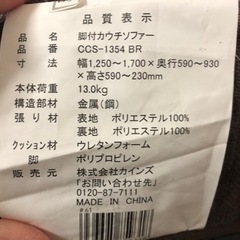 品質表示
品名 脚付カウチソファー
品番 CCS-1354 BR
寸法 幅1,250~1,700×奥行590~930
×高さ590~230mm
本体荷重 13.0kg
構造部材 金属(鋼)
張り材 表地 ポリエステル100%
裏地 ポリエステル100%
クッション材 ウレタンフォーム
脚 ポリプロピレン
販売元 株式会社カインズ
「お問い合わせ先」
0120-87-7111
MADE IN CHINA
#61